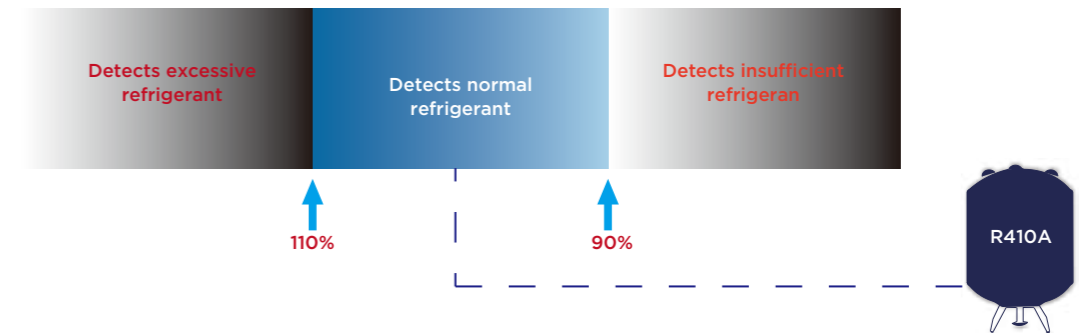 Detects excessive
refrigerant
Detects normal
refrigerant
Detects insufficient
refrigeran
110%
90%
R410A